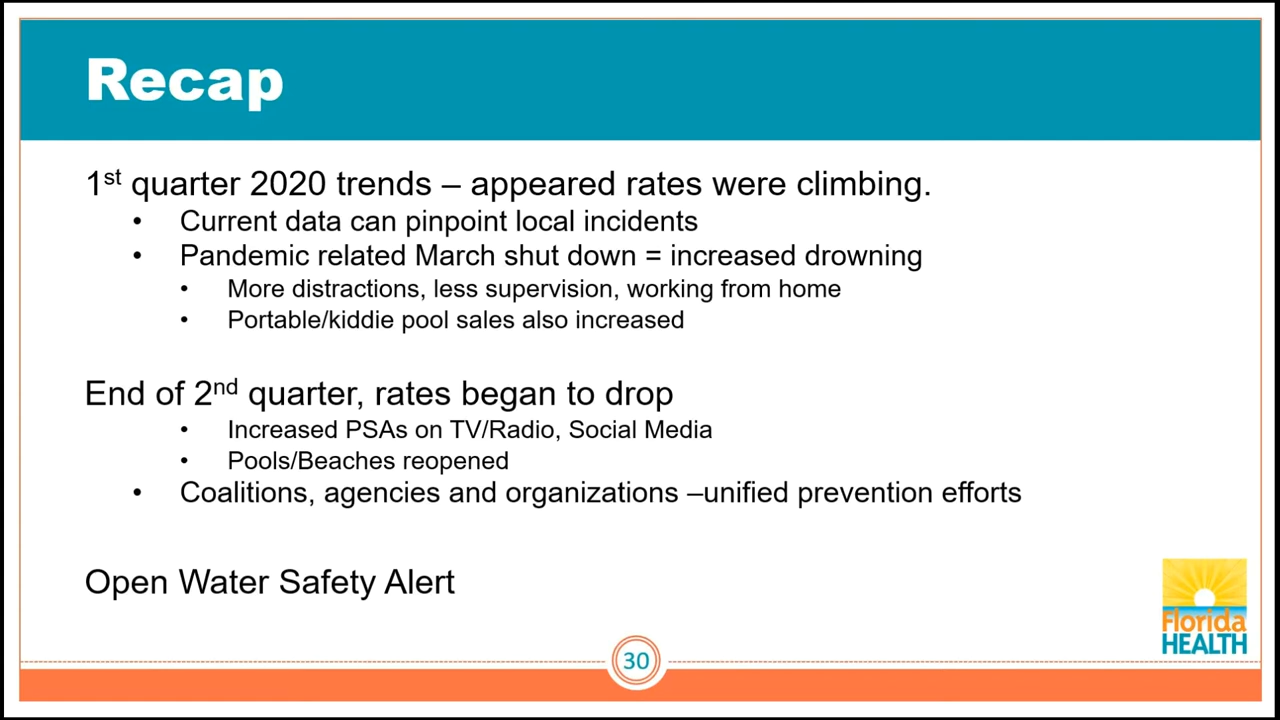 Recap
1st quarter 2020 trends – appeared rates were climbing.
• Current data can pinpoint local incidents
• Pandemic related March shut down = increased drowning
• More distractions, less supervision, working from home
• Portable/kiddie pool sales also increased
End of 2nd quarter, rates began to drop
• Increased PSAs on TV/Radio, Social Media
• Pools/Beaches reopened
• Coalitions, agencies and organizations –unified prevention efforts
Open Water Safety Alert
Florida
HEALTH
30